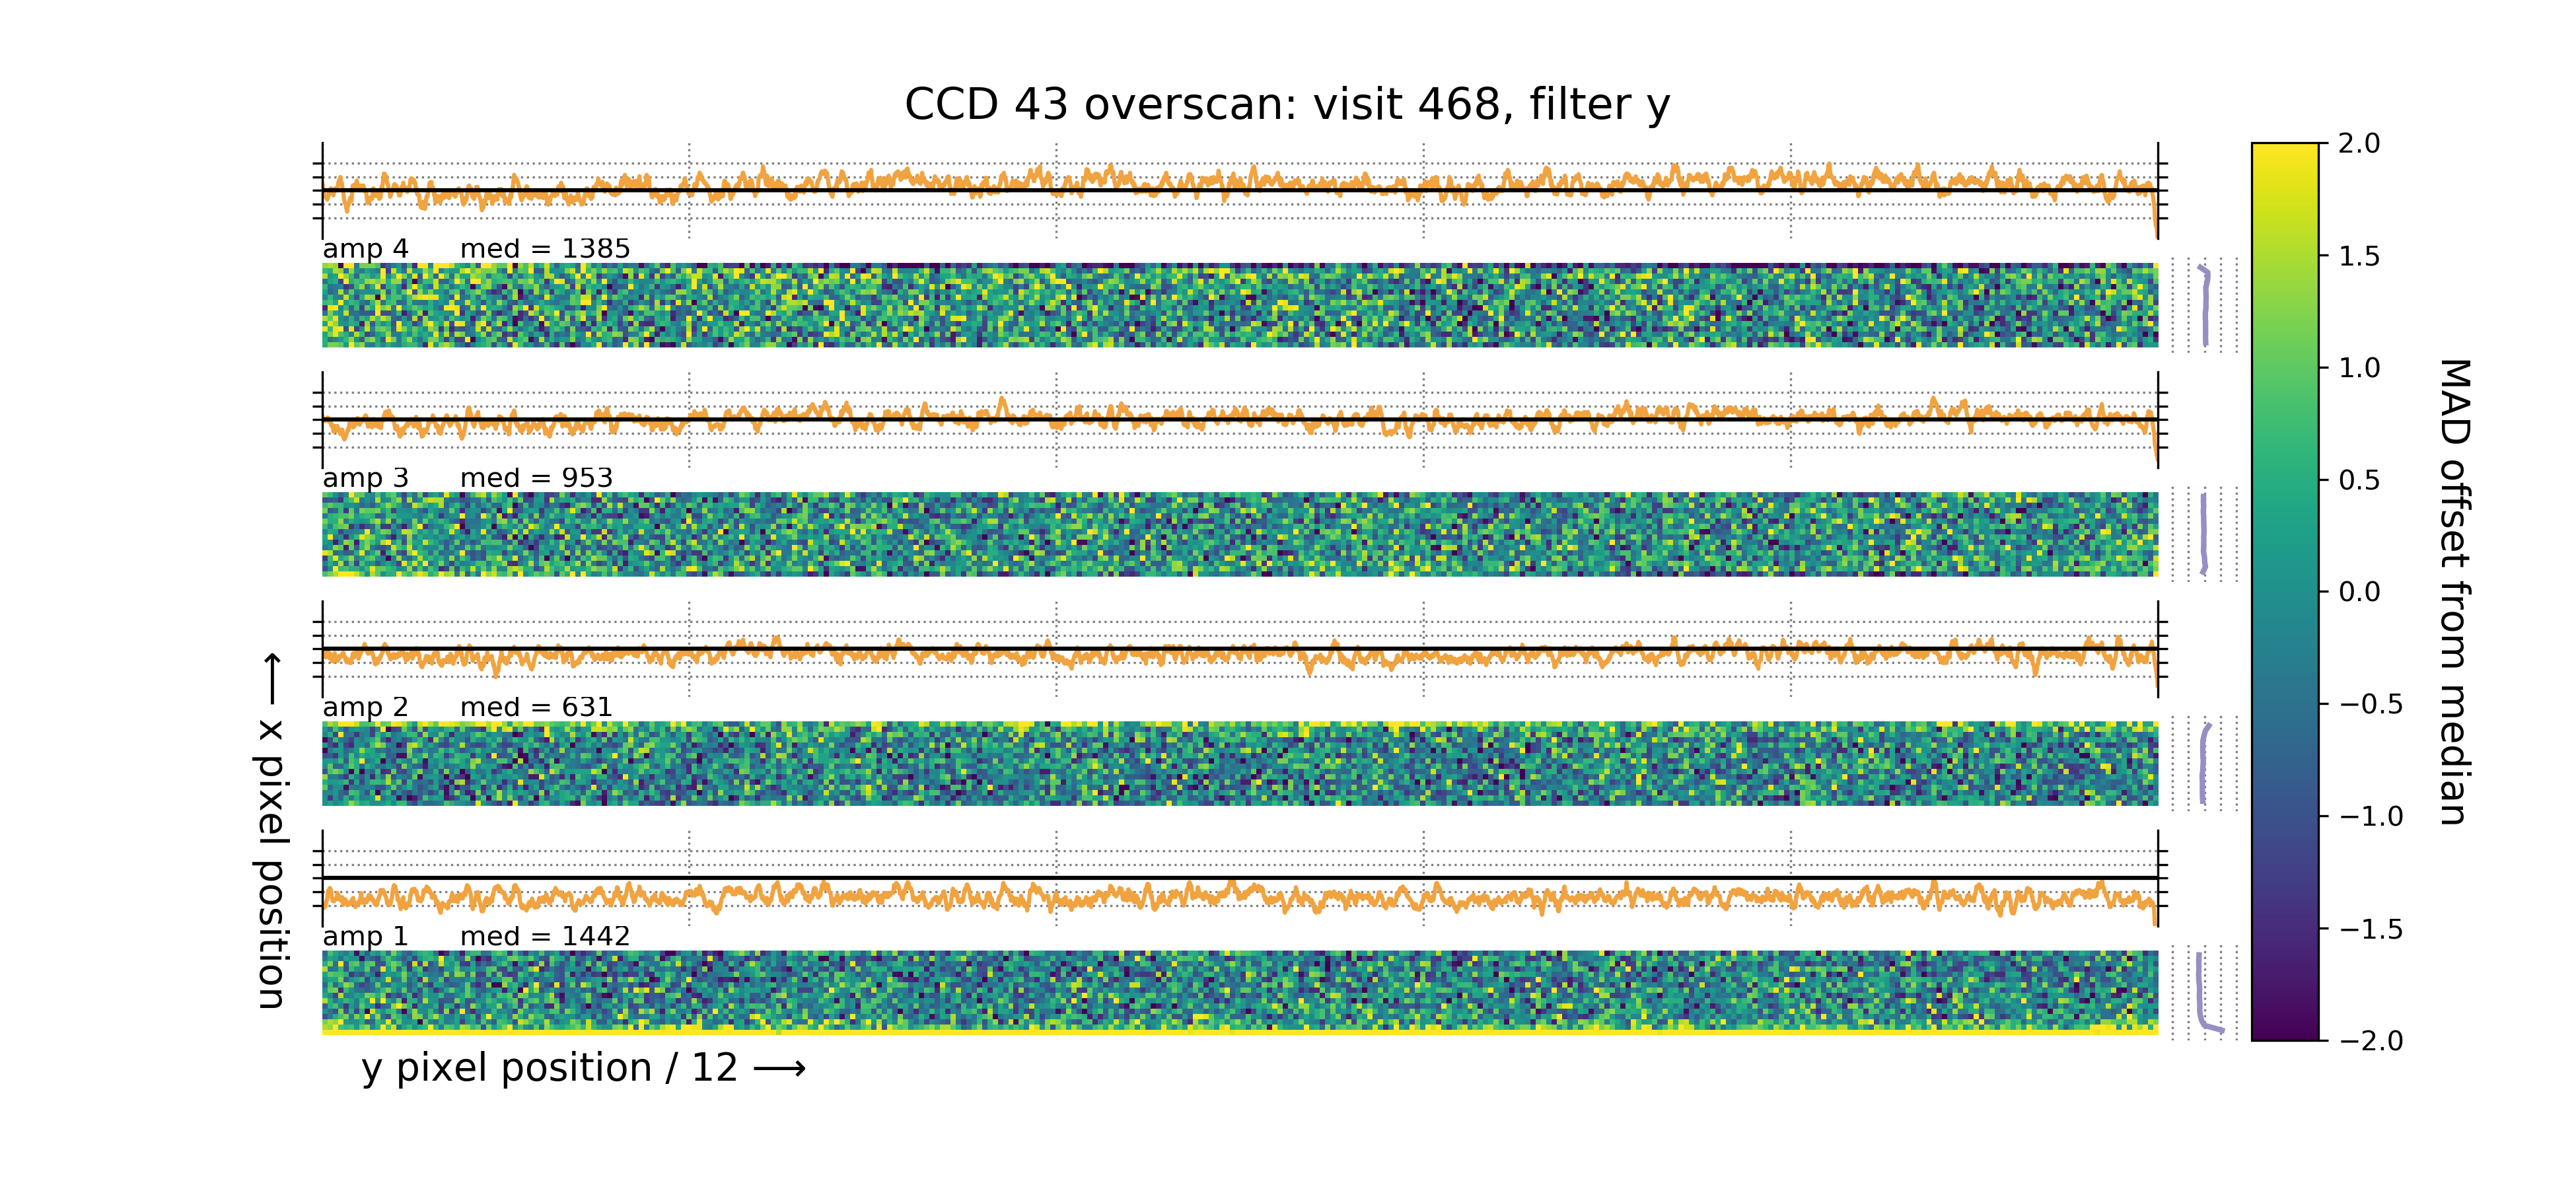 CCD 43 overscan: visit 468, filter y
amp 4 med = 1385
amp 3 med = 953
amp 2 med = 631
amp 1 med = 1442
x pixel position ⟶
y pixel position / 12 ⟶
2.0
1.5
1.0
0.5
0.0
−0.5
−1.0
−1.5
−2.0
MAD offset from median